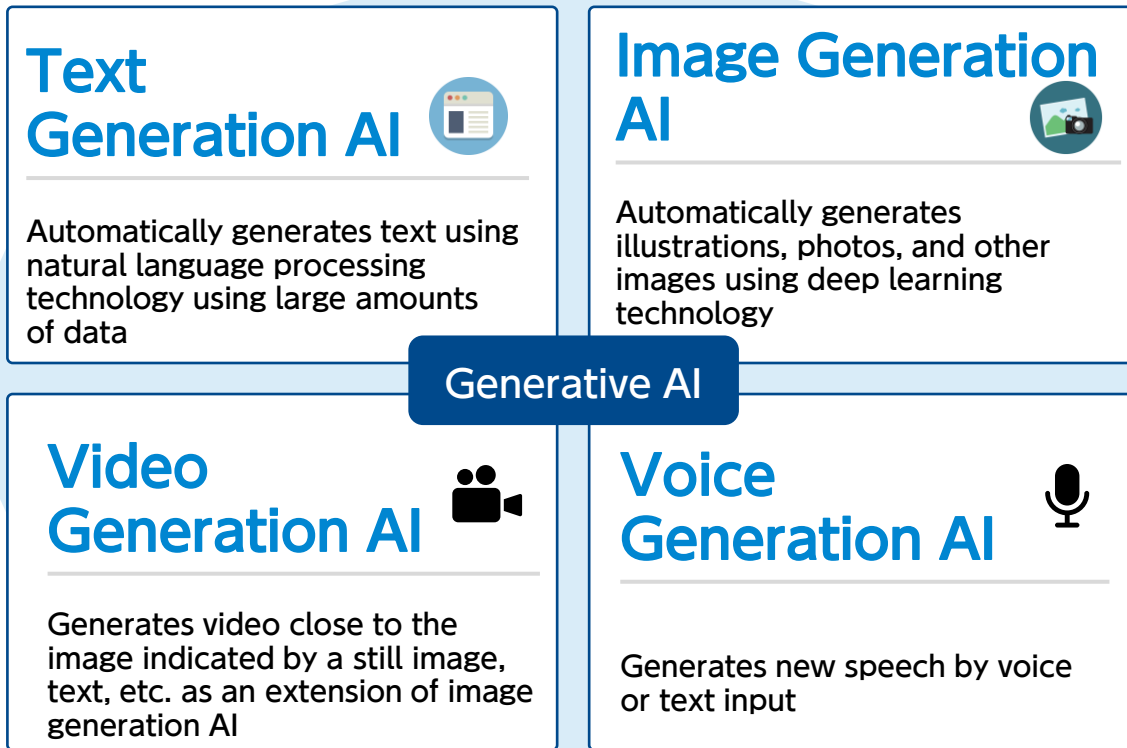 Text
Generation AI
Automatically generates text using
natural language processing
technology using large amounts
of data
Image Generation
AI
Automatically generates
illustrations, photos, and other
images using deep learning
technology
Generative AI
Video
Generation AI
Generates video close to the
image indicated by a still image,
text, etc. as an extension of image
generation AI
Voice
Generation AI
Generates new speech by voice
or text input